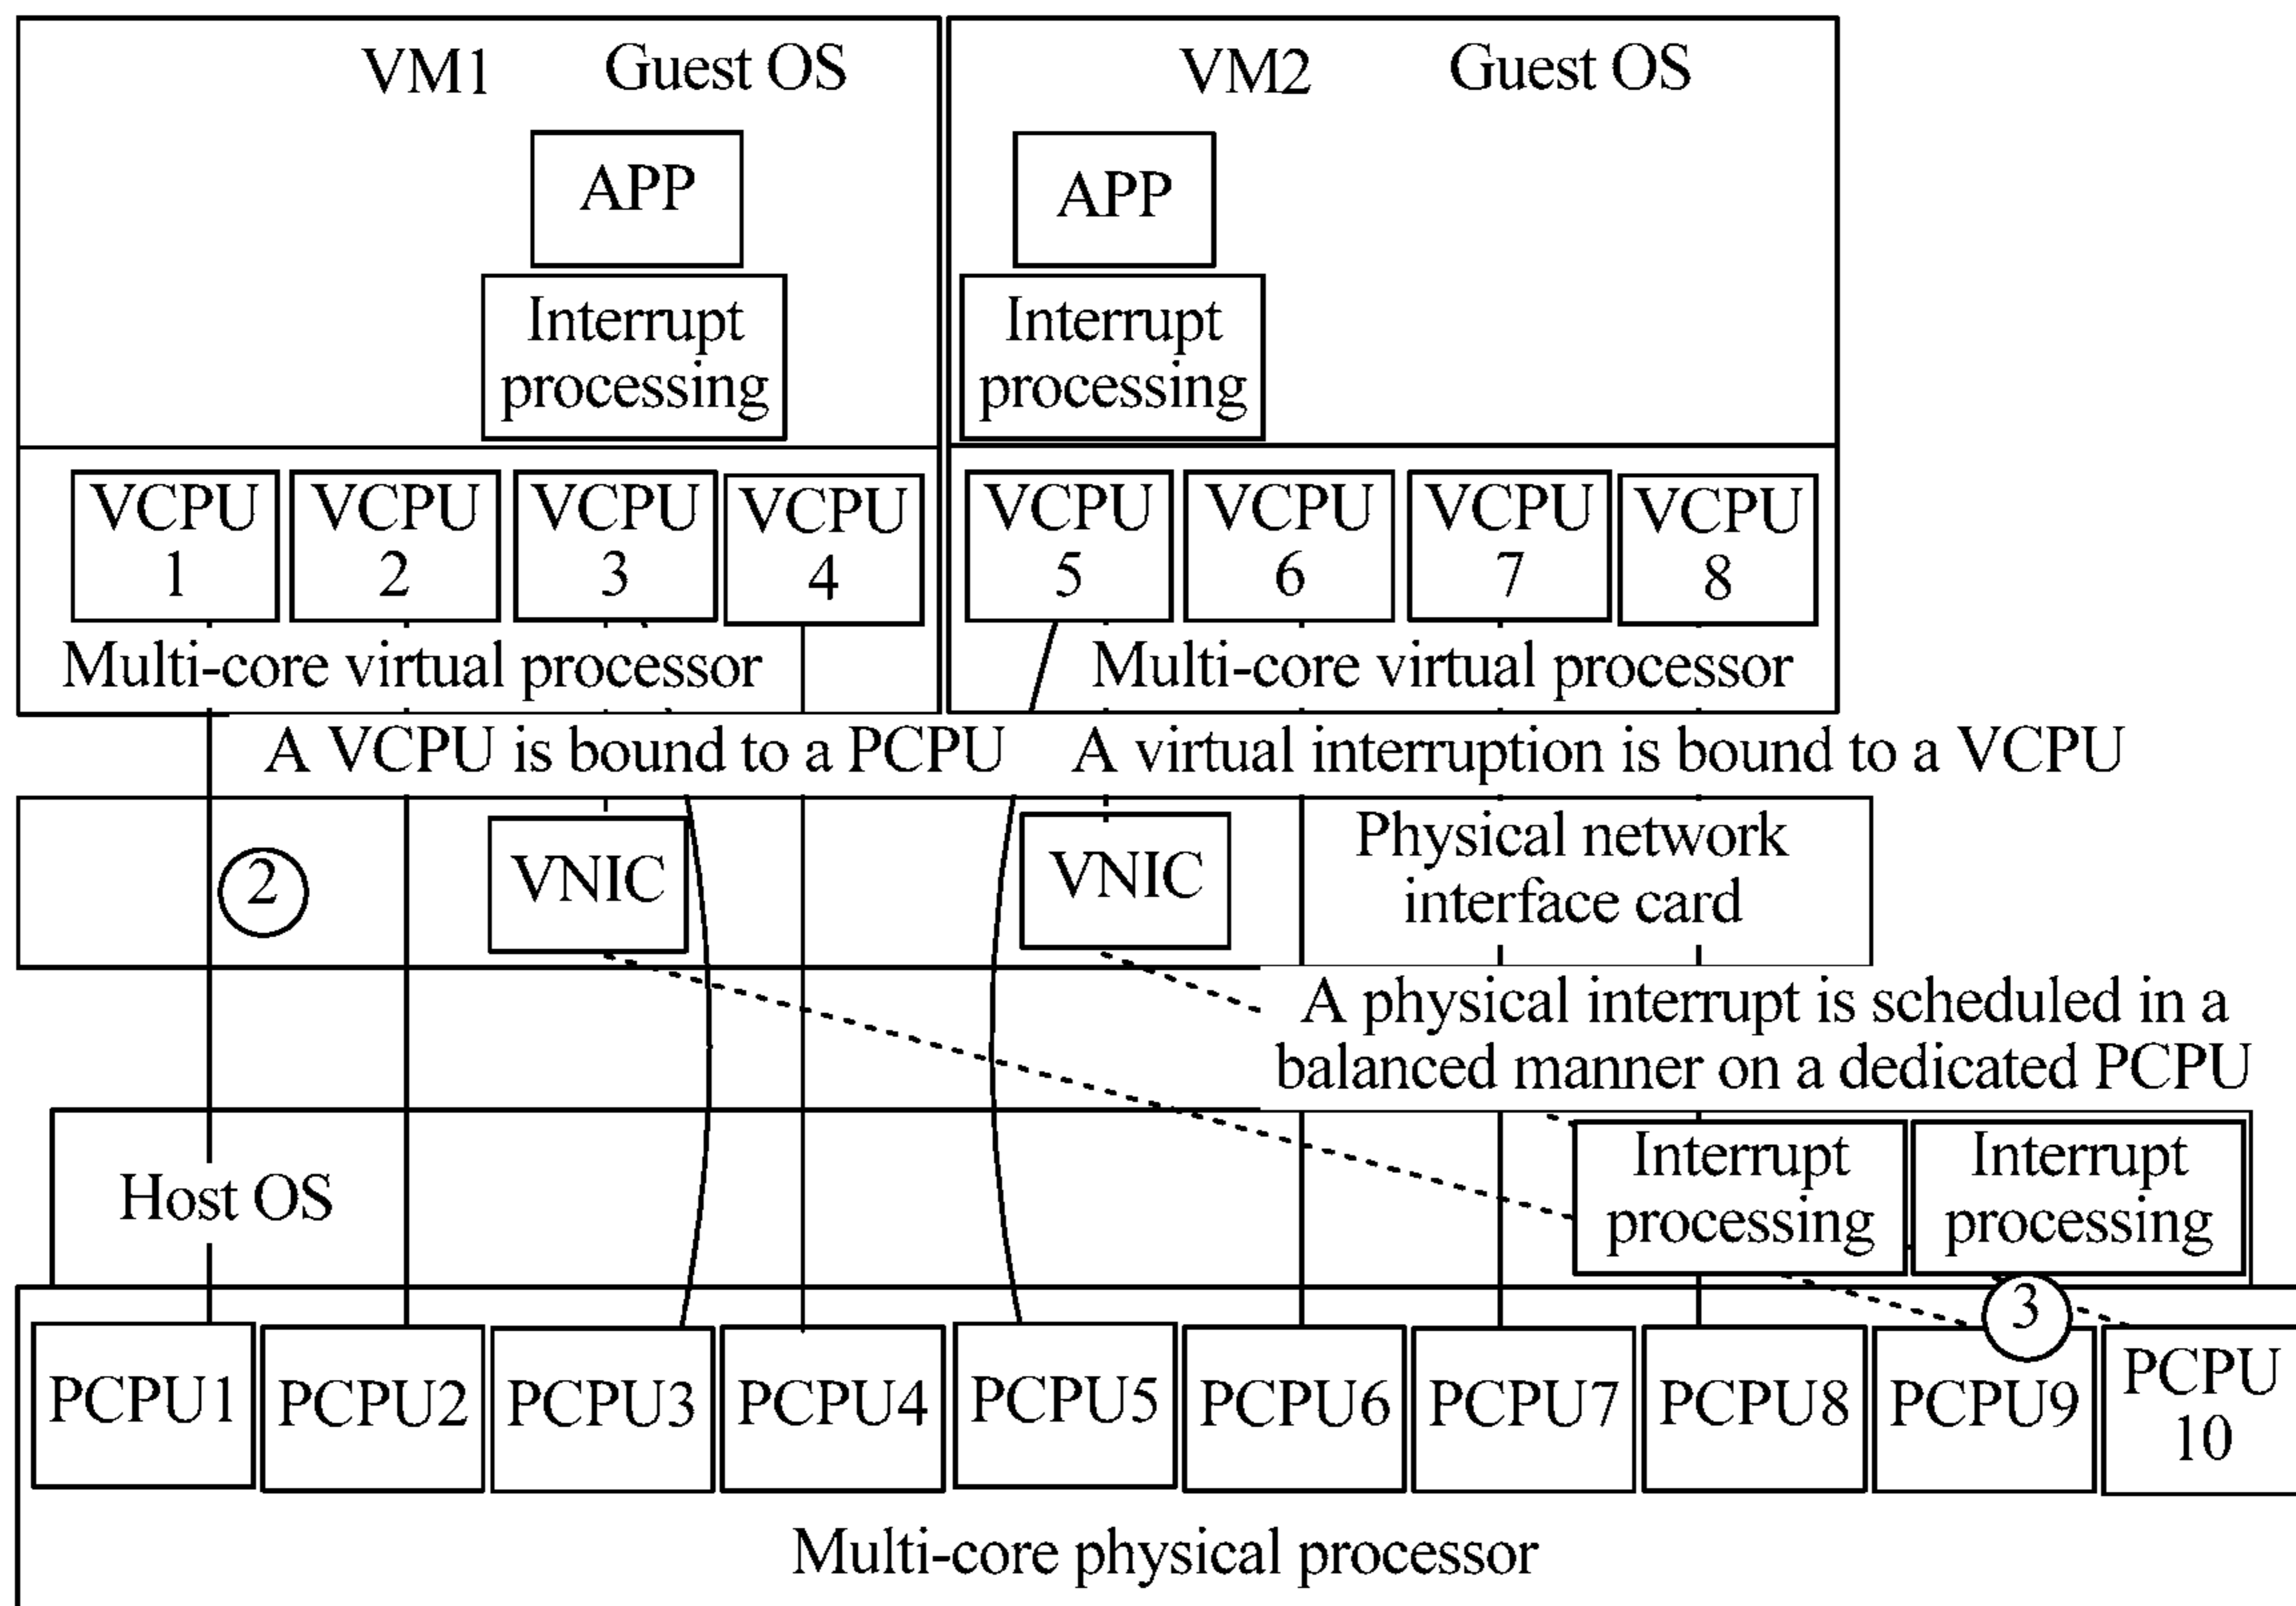 VM1 Guest OS
VM2 Guest OS
APP
APP
Interrupt
processing
Interrupt
processing
VCPU
1
VCPU
2
VCPU
3
VCPU
4
VCPU
5
VCPU
6
VCPU
7
VCPU
8
Multi-core virtual processor
Multi-core virtual processor
A VCPU is bound to a PCPU
A virtual interruption is bound to a VCPU
2
VNIC
VNIC
Physical network
interface card
A physical interrupt is scheduled in a
balanced manner on a dedicated PCPU
Host OS
Interrupt
processing
Interrupt
processing
3
PCPU1
PCPU2
PCPU3
PCPU4
PCPU5
PCPU6
PCPU7
PCPU8
PCPU9
PCPU
10
Multi-core physical processor